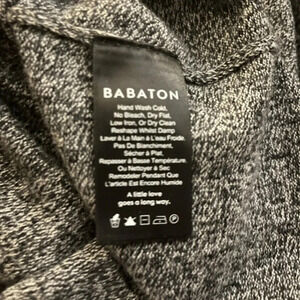 BABATON
Hand Wash Cold,
No Bleach, Dry Flat,
Low Iron, Or Dry Clean
Reshape Whilst Damp
Laver à La Main à L'eau Froide.
Pas De Blanchiment,
Sécher à Plat,
Repasser à Basse Température.
Ou Nettoyer à Sec
Remodeler Pendant Que
L'article Est Encore Humide
A little love
goes a long way.